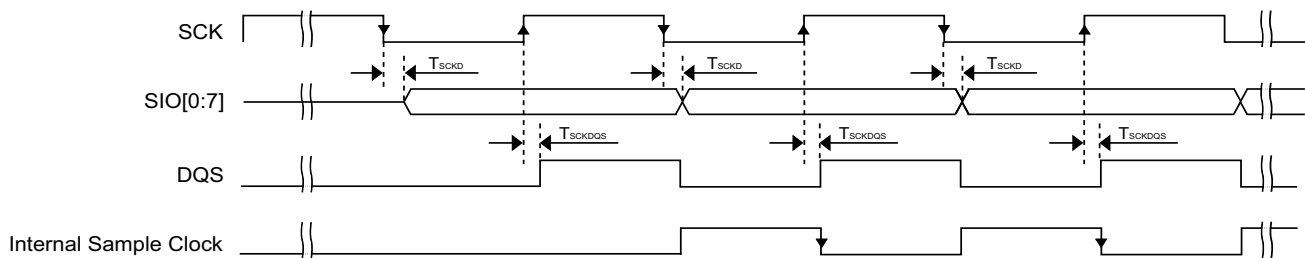 SCK
TSCKD TSCKD TSCKD
SIO[0:7]
TSCKDQS TSCKDQS TSCKDQS
DQS
Internal Sample Clock